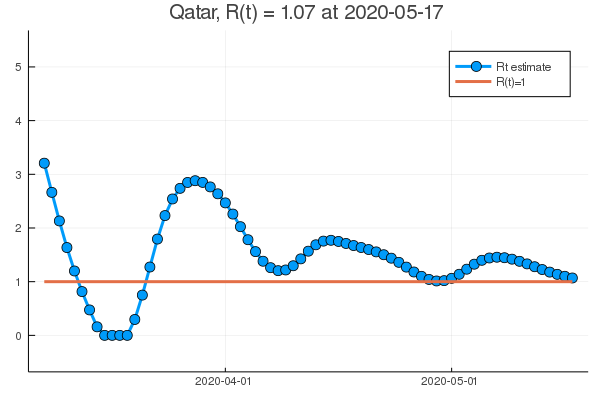 Qatar, R(t) = 1.07 at 2020-05-17
5
4
3
2
1
0
Rt estimate
R(t)=1
2020-04-01
2020-05-01